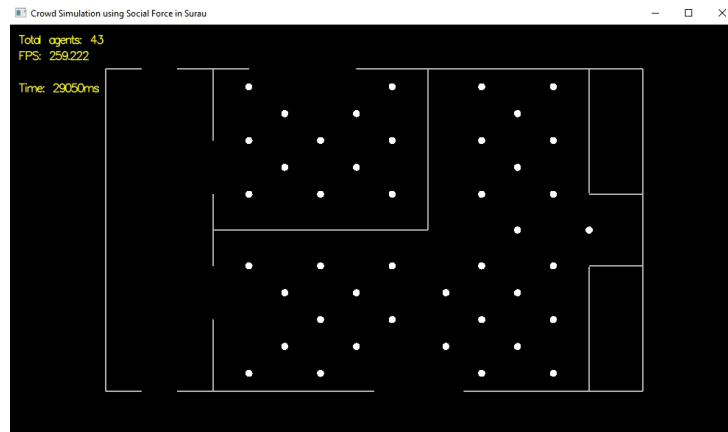 Crowd Simulation using Social Force in Surau
Total agents: 43
FPS: 259.222
Time: 29050ms